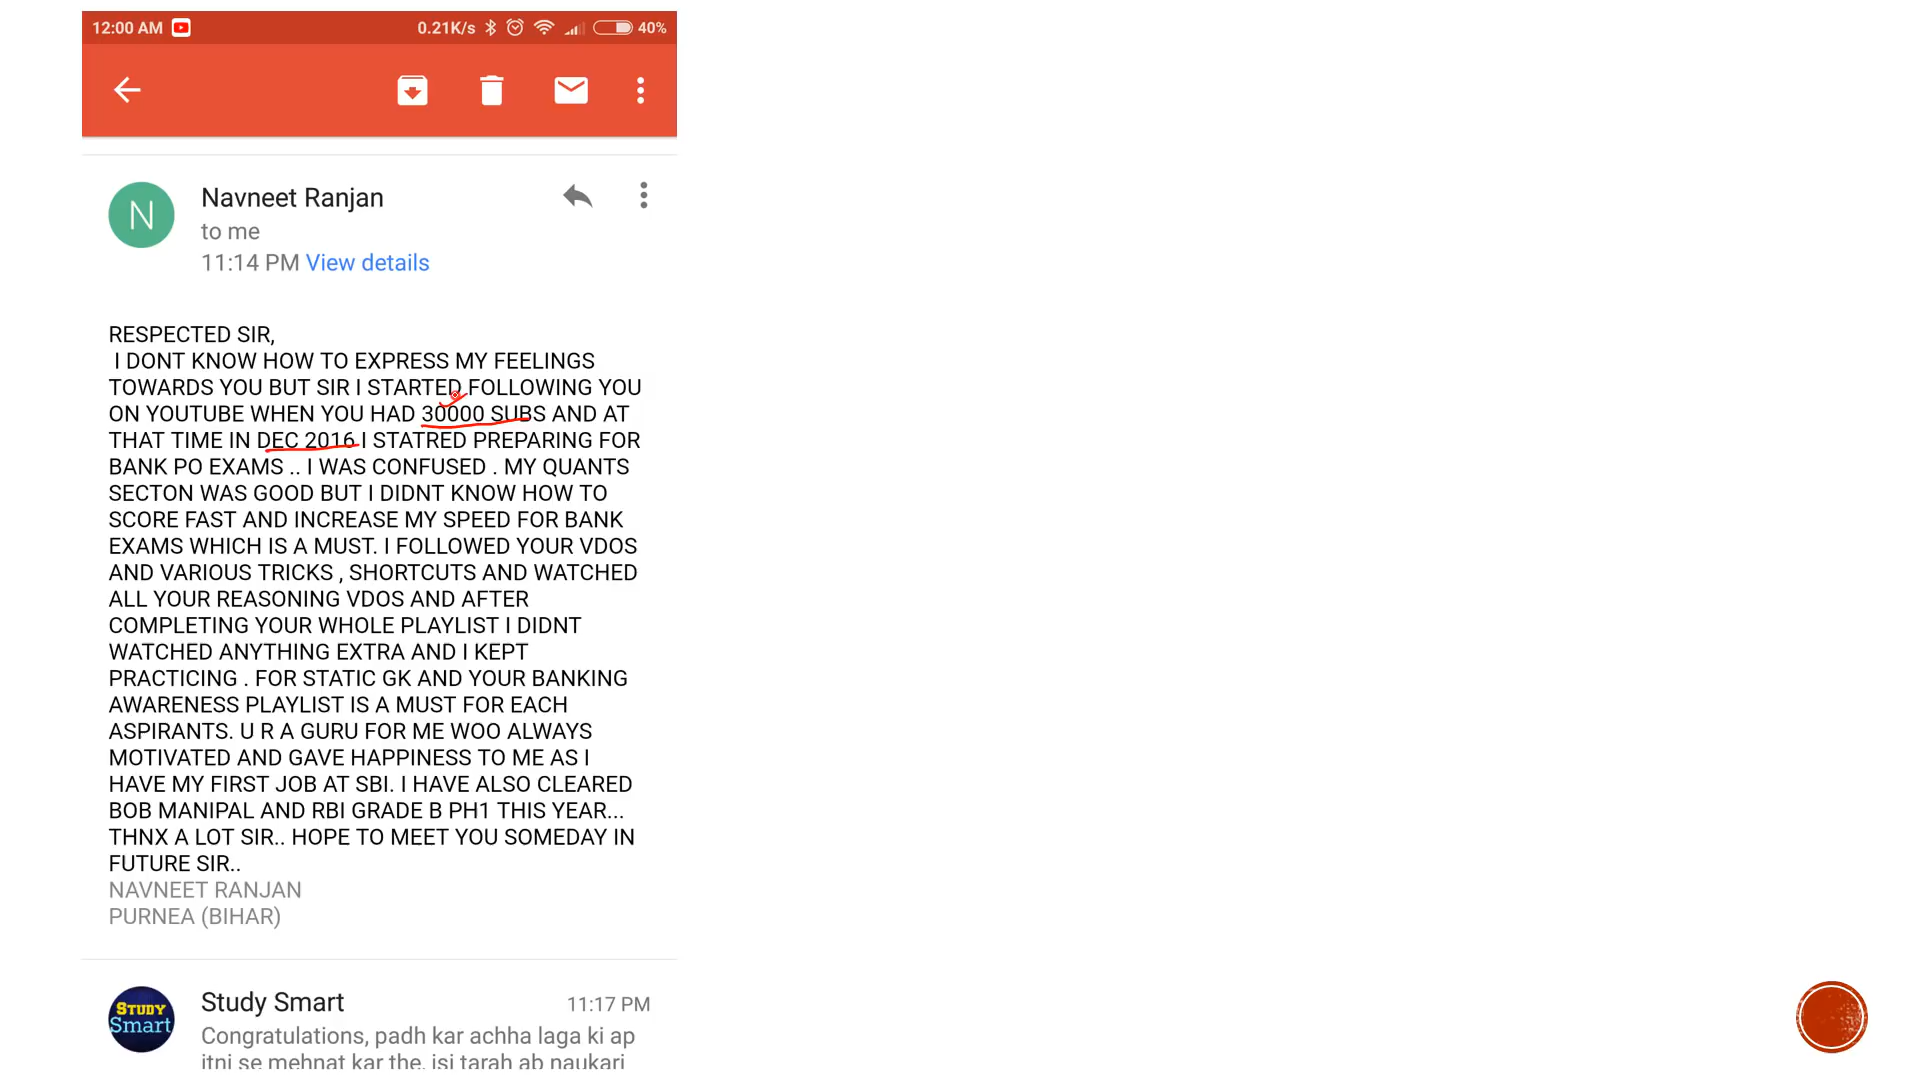 12:00 AM 0.21K/s 40%
N
Navneet Ranjan
to me
11:14 PM View details
RESPECTED SIR,
I DONT KNOW HOW TO EXPRESS MY FEELINGS
TOWARDS YOU BUT SIR I STARTED FOLLOWING YOU
ON YOUTUBE WHEN YOU HAD 30000 SUBS AND AT
THAT TIME IN DEC 2016 I STATRED PREPARING FOR
BANK PO EXAMS .. I WAS CONFUSED . MY QUANTS
SECTON WAS GOOD BUT I DIDNT KNOW HOW TO
SCORE FAST AND INCREASE MY SPEED FOR BANK
EXAMS WHICH IS A MUST. I FOLLOWED YOUR VDOS
AND VARIOUS TRICKS , SHORTCUTS AND WATCHED
ALL YOUR REASONING VDOS AND AFTER
COMPLETING YOUR WHOLE PLAYLIST I DIDNT
WATCHED ANYTHING EXTRA AND I KEPT
PRACTICING . FOR STATIC GK AND YOUR BANKING
AWARENESS PLAYLIST IS A MUST FOR EACH
ASPIRANTS. U R A GURU FOR ME WOO ALWAYS
MOTIVATED AND GAVE HAPPINESS TO ME AS I
HAVE MY FIRST JOB AT SBI. I HAVE ALSO CLEARED
BOB MANIPAL AND RBI GRADE B PH1 THIS YEAR...
THNX A LOT SIR.. HOPE TO MEET YOU SOMEDAY IN
FUTURE SIR..
NAVNEET RANJAN
PURNEA (BIHAR)
STUDY
Smart
Study Smart 11:17 PM
Congratulations, padh kar achha laga ki ap
itni se mehnat kar the, isi tarah ab naukari